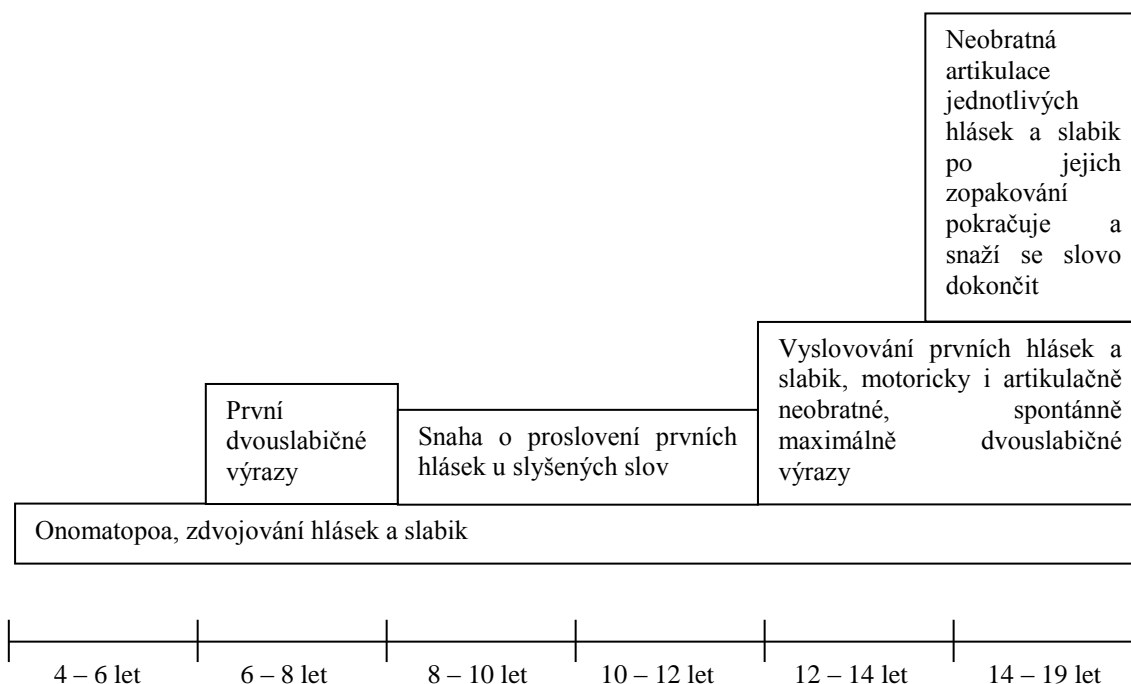 Neobratná
artikulace
jednotlivých
hlásek a slabik
po jejich
zopakování
pokračuje a
snaží se slovo
dokončit
Vyslovování prvních hlásek a
slabik, motoricky i artikulačně
neobratné, spontánně
maximálně dvouslabičné
výrazy
První
dvouslabičné
výrazy
Snaha o proslovení prvních
hlásek u slyšených slov
Onomatopoa, zdvojování hlásek a slabik
4 – 6 let 6 – 8 let 8 – 10 let 10 – 12 let 12 – 14 let 14 – 19 let